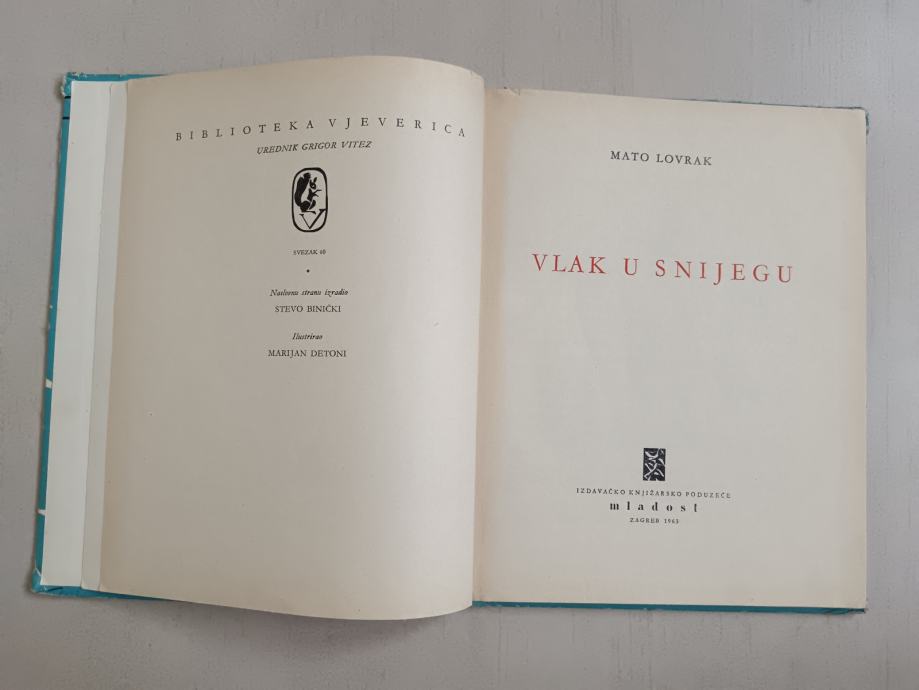 BIBLIOTEKA VJEVERICA
UREDNIK GRIGOR VITEZ
V
SVEZAK 60
Naslovnu stranu izradio
STEVO BINIČKI
Ilustrirao
MARIJAN DETONI
MATO LOVRAK
VLAK U SNIJEGU
IZDAVAČKO KNJIŽARSKO PODUZEĆE
mladost
ZAGREB 1963